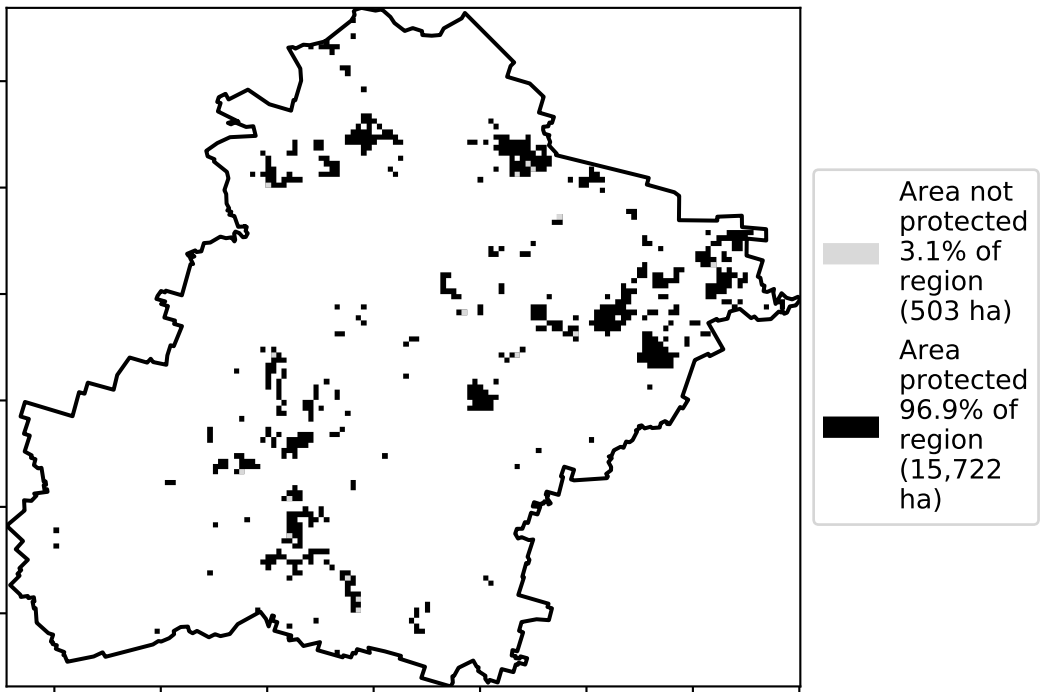 Area not
protected
3.1% of
region
(503 ha)
Area
protected
96.9% of
region
(15,722
ha)